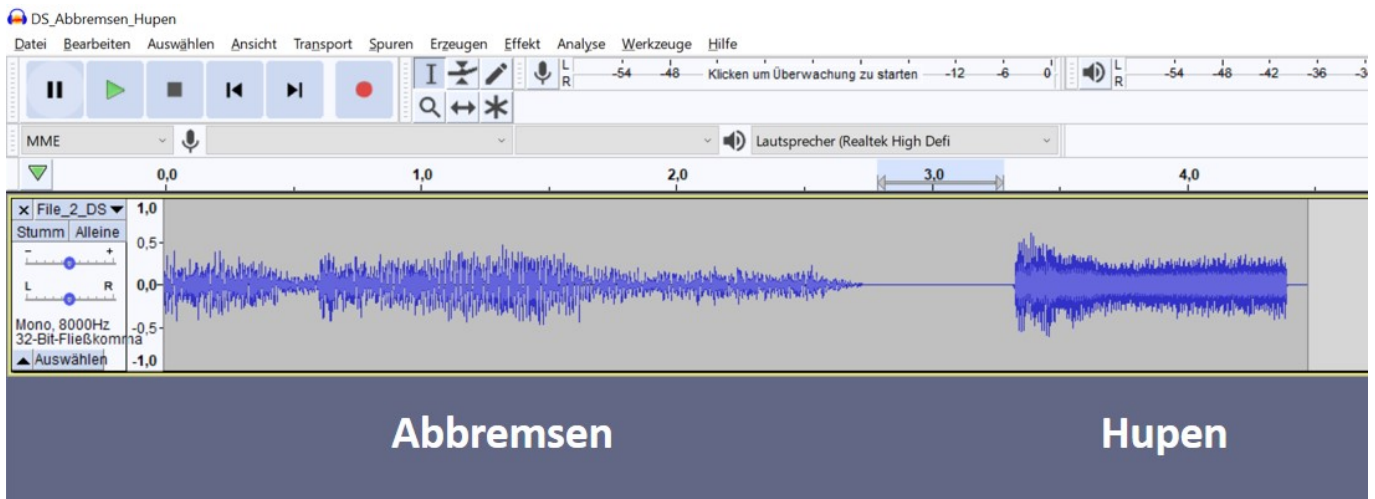 DS_Abbremsen_Hupen
Datei Bearbeiten Auswählen Ansicht Transport Spuren Erzeugen Effekt Analyse Werkzeuge Hilfe
L -54 -48 Klicken um Überwachung zu starten -12 -6 0 L -54 -48 -42 -36 -3
R R
MME Lautsprecher (Realtek High Defi
0,0 1,0 2,0 3,0 4,0
File_2_DS 1,0
Stumm Alleine
- + 0,5
L R 0,0
Mono, 8000Hz -0,5
32-Bit-Fließkomma
Auswählen -1,0
Abbremsen Hupen